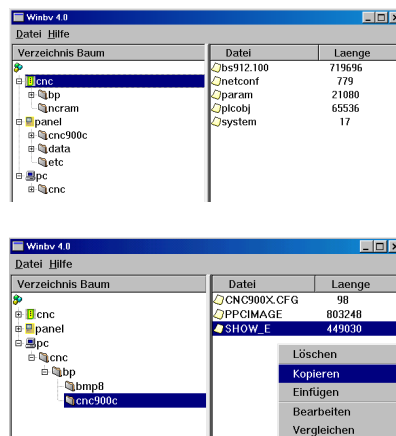 Winbv 4.0
Datei Hilfe
Verzeichnis Baum
Datei Laenge
cnc
bp
ncram
panel
cnc900c
data
etc
pc
cnc
bs912.100 719696
netconf 779
param 21080
plcobj 65536
system 17
Winbv 4.0
Datei Hilfe
Verzeichnis Baum
Datei Laenge
cnc
panel
pc
cnc
bp
bmp8
cnc900c
CNC900X.CFG 98
PPCIMAGE 803248
SHOW_E 449030
Löschen
Kopieren
Einfügen
Bearbeiten
Vergleichen